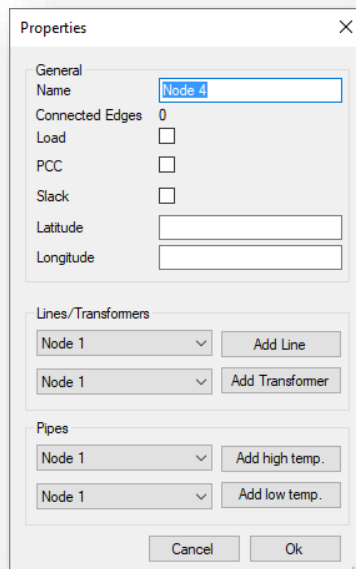 Properties
General
Name Node 4
Connected Edges 0
Load
PCC
Slack
Latitude
Longitude
Lines/Transformers
Node 1 Add Line
Node 1 Add Transformer
Pipes
Node 1 Add high temp.
Node 1 Add low temp.
Cancel Ok